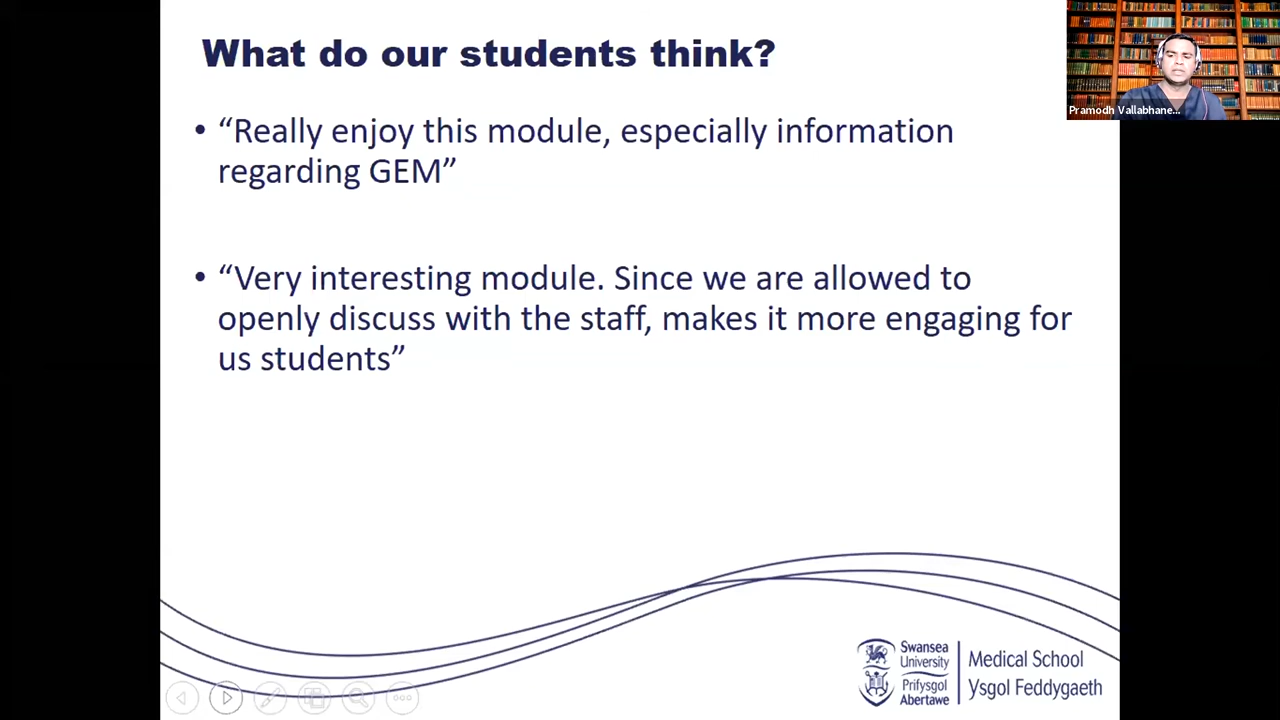 What do our students think?
• “Really enjoy this module, especially information
regarding GEM”
• “Very interesting module. Since we are allowed to
openly discuss with the staff, makes it more engaging for
us students”
Pramodh Vallabhane...
Swansea
University
Prifysgol
Abertawe
Medical School
Ysgol Feddygaeth